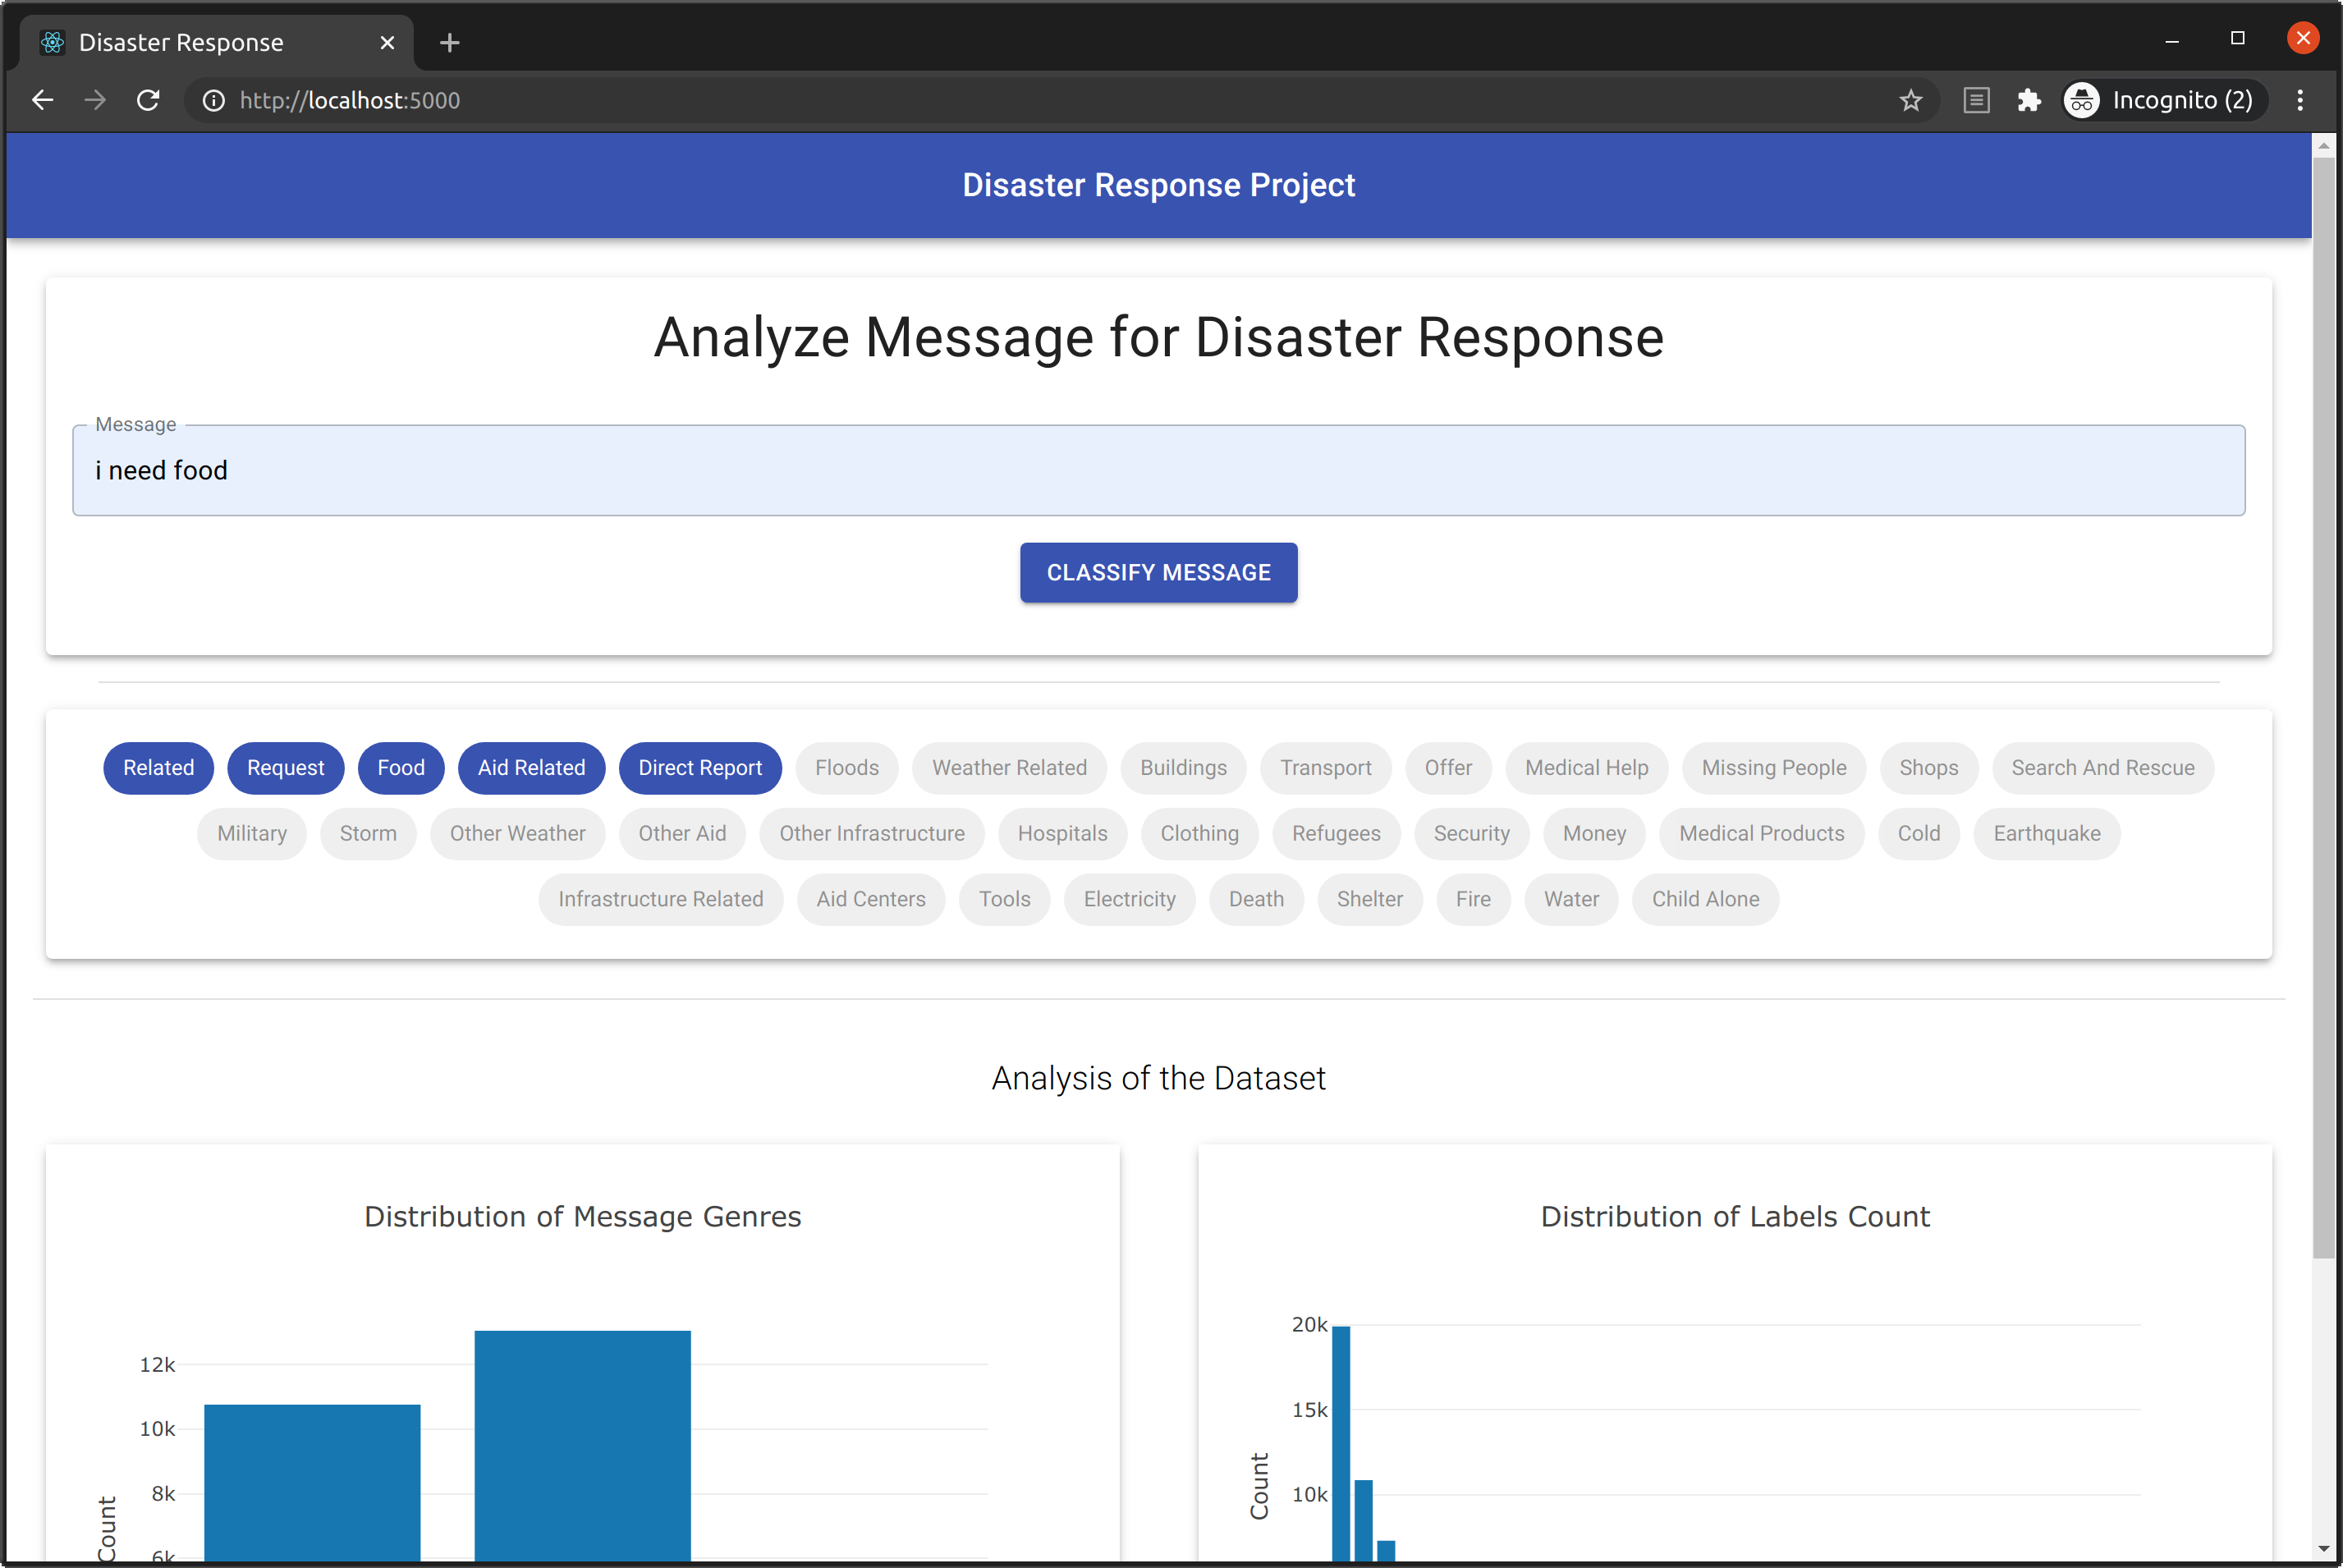 Disaster Response
http://localhost:5000
Incognito (2)
Disaster Response Project
Analyze Message for Disaster Response
Message
i need food
CLASSIFY MESSAGE
Related Request Food Aid Related Direct Report Floods Weather Related Buildings Transport Offer Medical Help Missing People Shops Search And Rescue
Military Storm Other Weather Other Aid Other Infrastructure Hospitals Clothing Refugees Security Money Medical Products Cold Earthquake
Infrastructure Related Aid Centers Tools Electricity Death Shelter Fire Water Child Alone
Analysis of the Dataset
Distribution of Message Genres
12k
10k
8k
6k
Count
Distribution of Labels Count
20k
15k
10k
Count